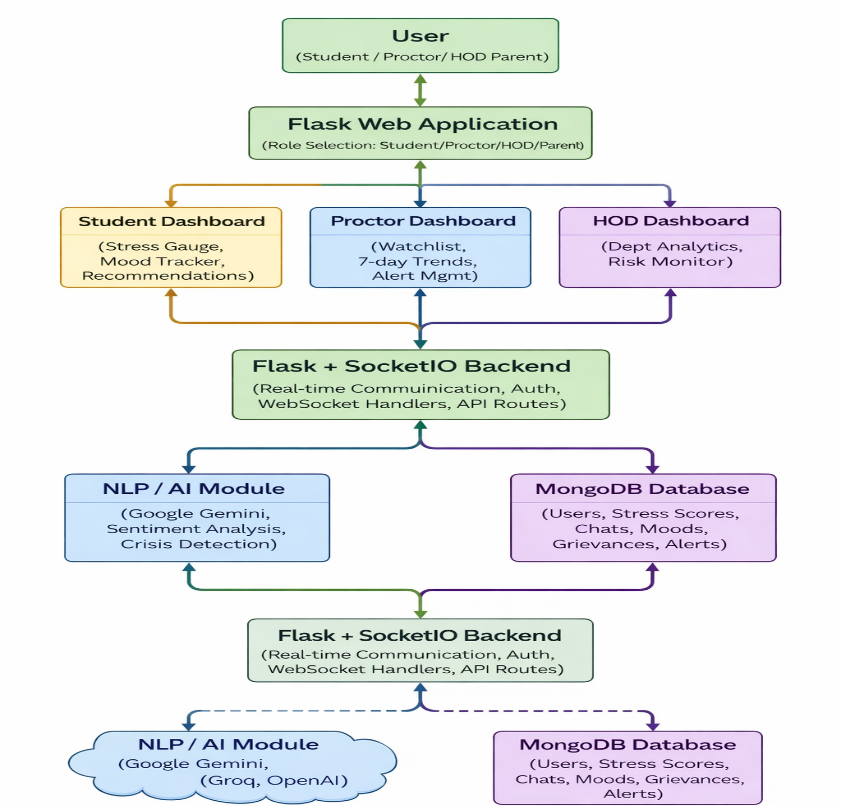 User
(Student / Proctor/ HOD Parent)
Flask Web Application
(Role Selection: Student/Proctor/HOD/Parent)
Student Dashboard
(Stress Gauge,
Mood Tracker,
Recommendations)
Proctor Dashboard
(Watchlist,
7-day Trends,
Alert Mgmt)
HOD Dashboard
(Dept Analytics,
Risk Monitor)
Flask + SocketIO Backend
(Real-time Commuinication, Auth,
WebSocket Handlers, API Routes)
NLP / AI Module
(Google Gemini,
Sentiment Analysis,
Crisis Detection)
MongoDB Database
(Users, Stress Scores,
Chats, Moods,
Grievances, Alerts)
Flask + SocketIO Backend
(Real-time Communication, Auth,
WebSocket Handlers, API Routes)
NLP / AI Module
(Google Gemini,
(Groq, OpenAI)
MongoDB Database
(Users, Stress Scores,
Chats, Moods, Grievances,
Alerts)